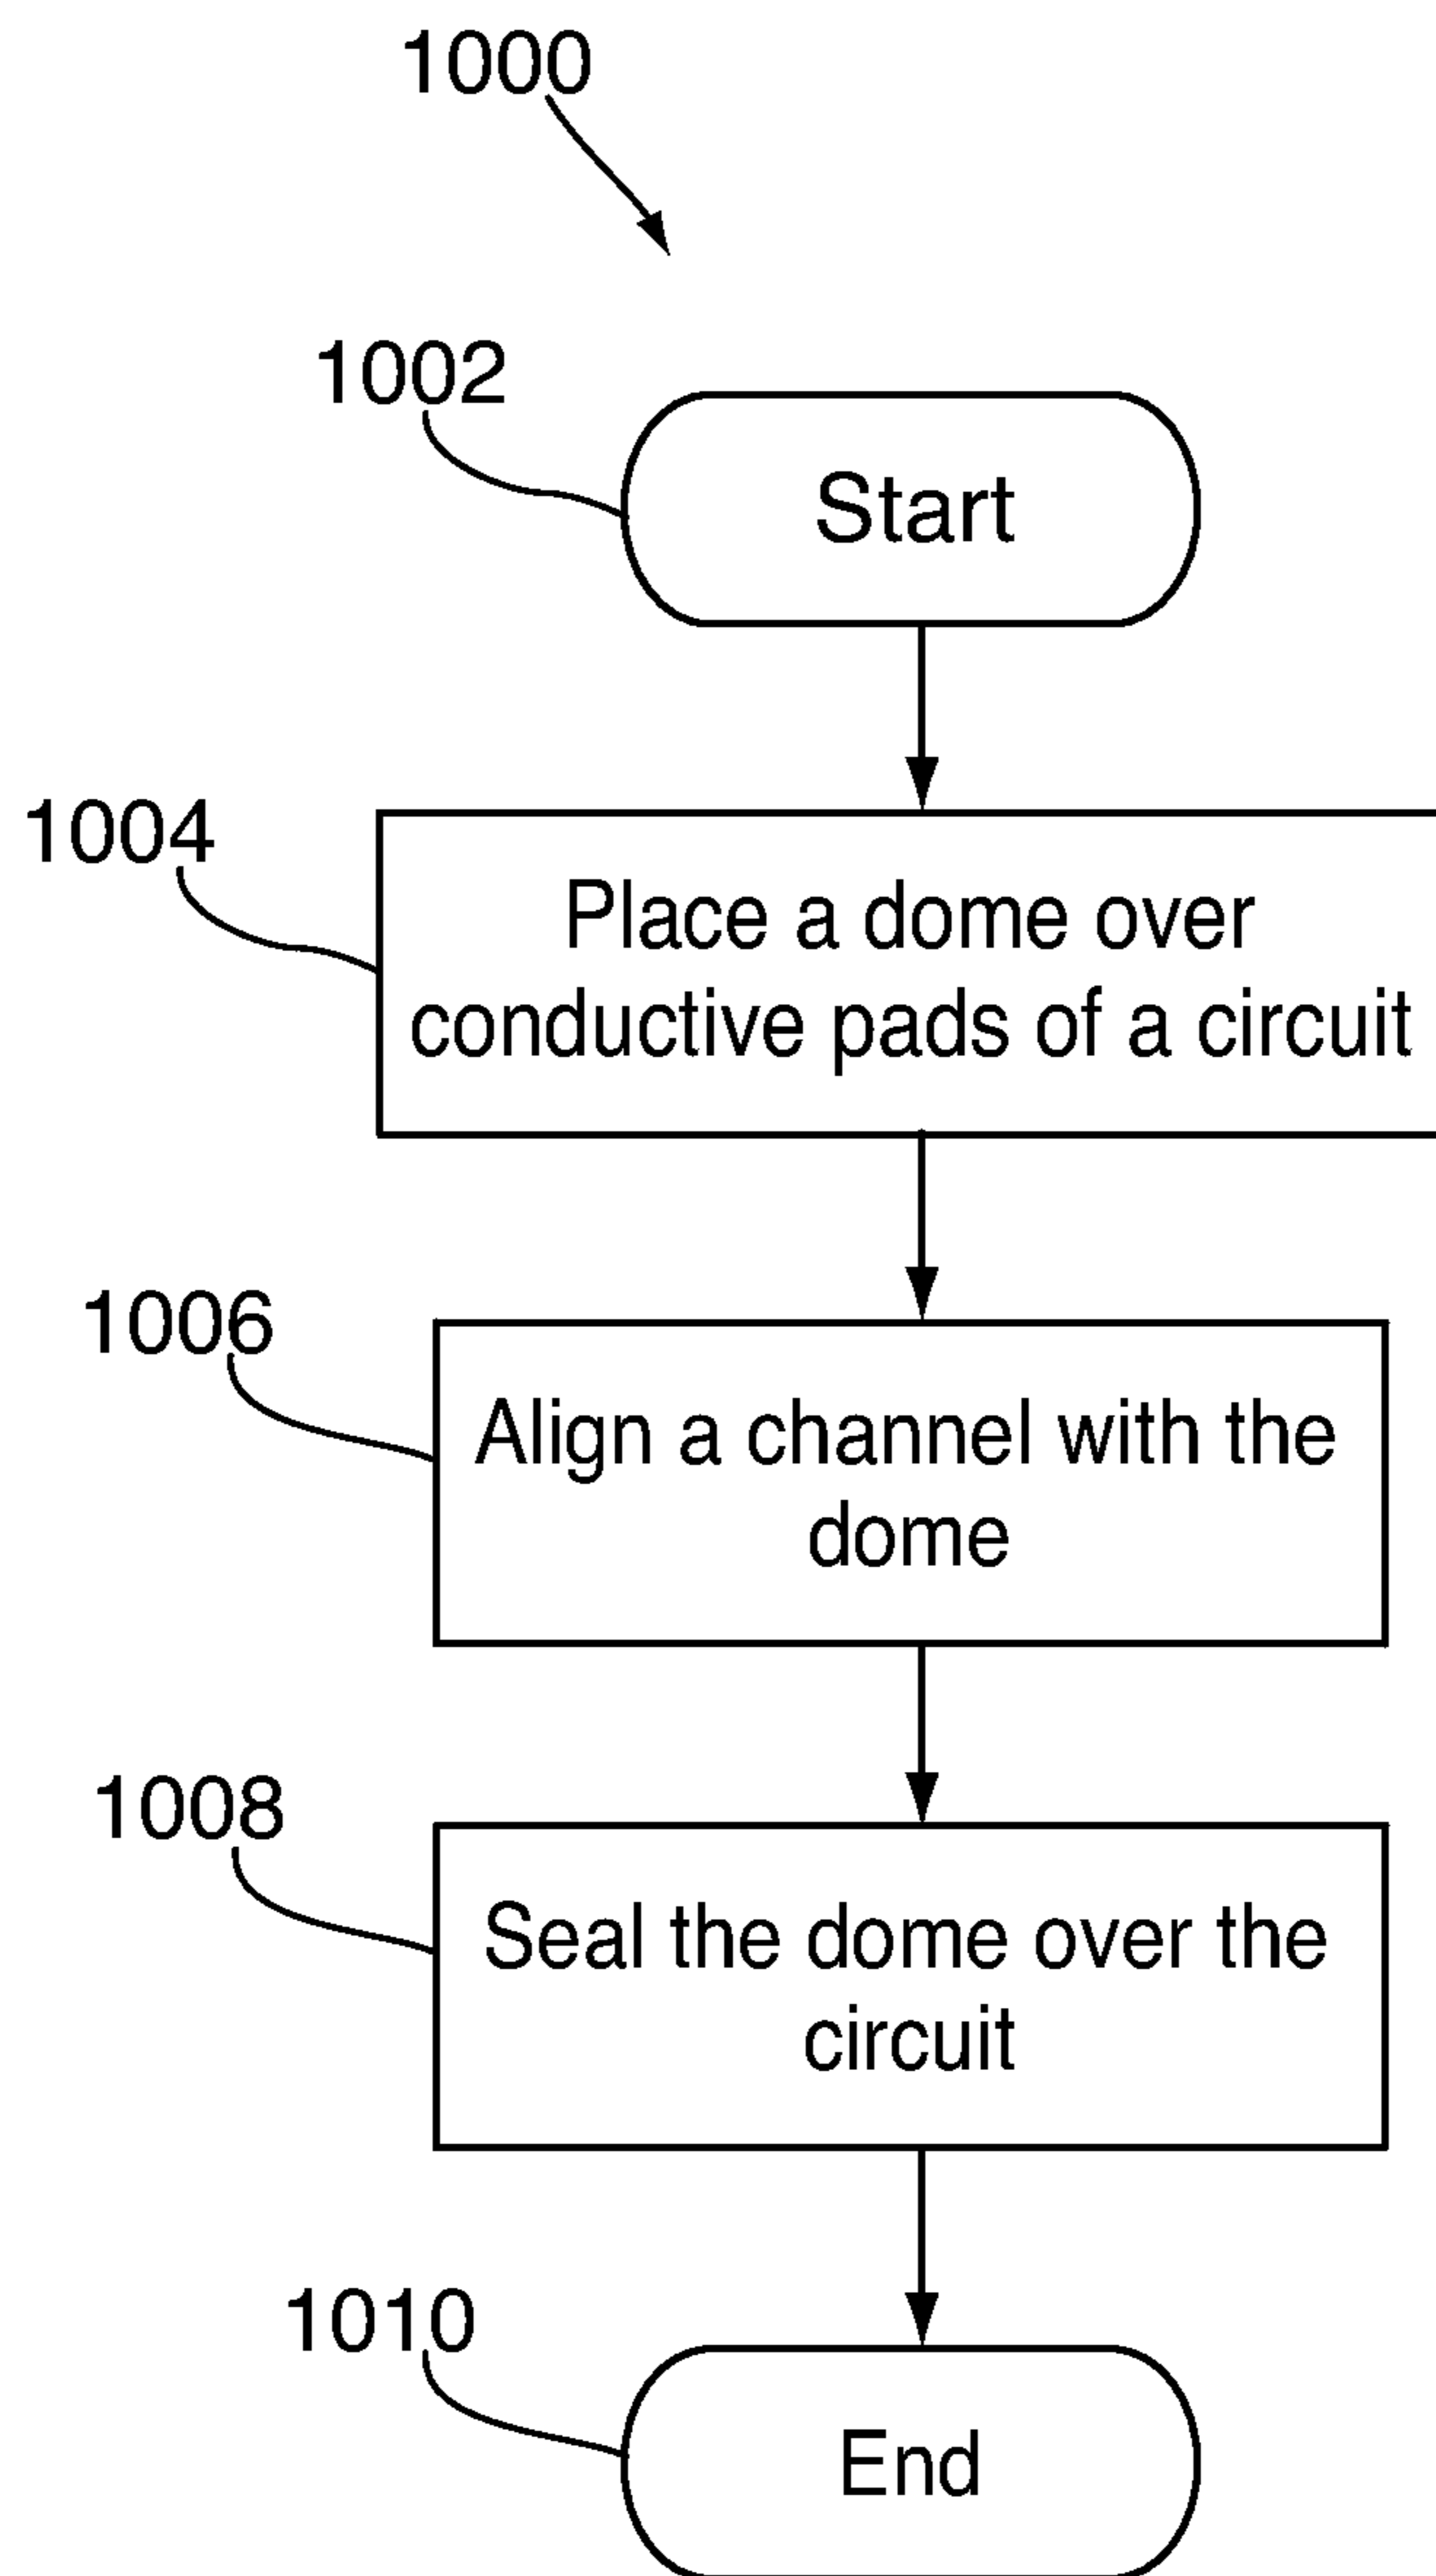 1000
1002
Start
1004
Place a dome over
conductive pads of a circuit
1006
Align a channel with the
dome
1008
Seal the dome over the
circuit
1010
End